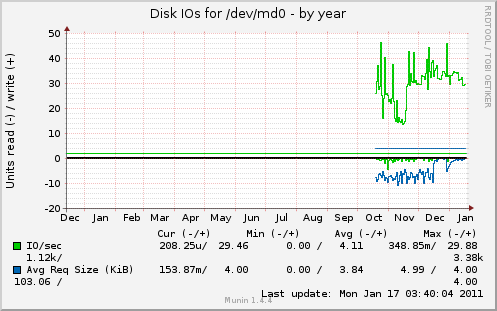 Disk IOs for /dev/md0 - by year
RRDTOOL / TOBI OETIKER
Units read (-) / write (+)
50
40
30
20
10
0
-10
-20
Dec Jan Feb Mar Apr May Jun Jul Aug Sep Oct Nov Dec Jan
Cur (-/+) Min (-/+) Avg (-/+) Max (-/+)
IO/sec 208.25u/ 29.46 0.00 / 4.11 348.85m/ 29.88
1.12k/ 3.38k
Avg Req Size (KiB) 153.87m/ 4.00 0.00 / 3.84 4.99 / 4.00
103.06 / 4.00
Last update: Mon Jan 17 03:40:04 2011
Munin 1.4.4